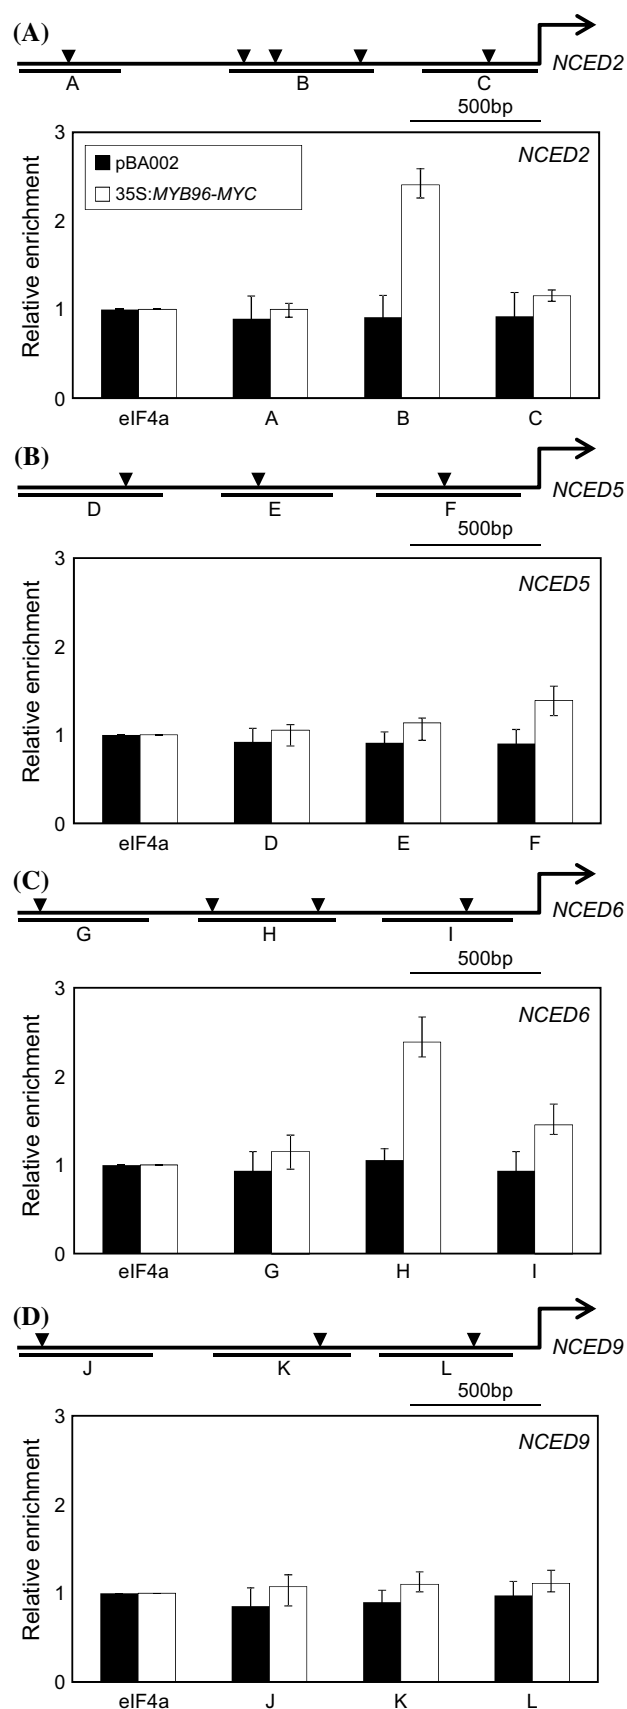 (A)
NCED2
A B C
500bp
3
2
1
0
Relative enrichment
NCED2
pBA002
35S:MYB96-MYC
eIF4a A B C
(B)
NCED5
D E F
500bp
3
2
1
0
Relative enrichment
NCED5
eIF4a D E F
(C)
NCED6
G H I
500bp
3
2
1
0
Relative enrichment
NCED6
eIF4a G H I
(D)
NCED9
J K L
500bp
3
2
1
0
Relative enrichment
NCED9
eIF4a J K L